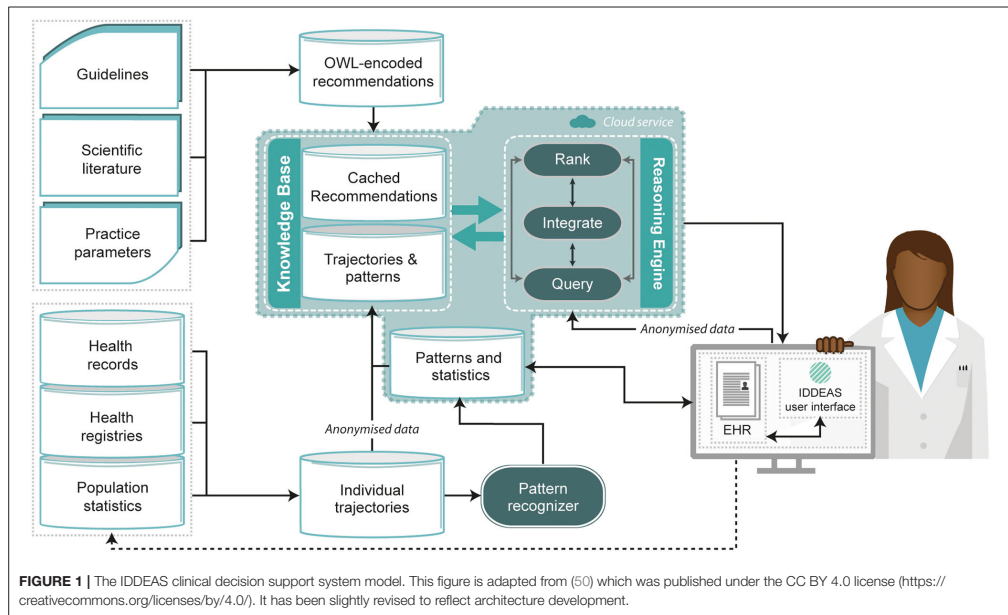 Guidelines
Scientific
literature
Practice
parameters
OWL-encoded
recommendations
Cloud service
Knowledge Base
Cached
Recommendations
Trajectories &
patterns
Rank
Integrate
Query
Reasoning Engine
Health
records
Health
registries
Population
statistics
Patterns and
statistics
Anonymised data
Anonymised data
Individual
trajectories
Pattern
recognizer
EHR
IDDEAS
user interface
FIGURE 1 | The IDDEAS clinical decision support system model. This figure is adapted from (50) which was published under the CC BY 4.0 license (https://
creativecommons.org/licenses/by/4.0/). It has been slightly revised to reflect architecture development.